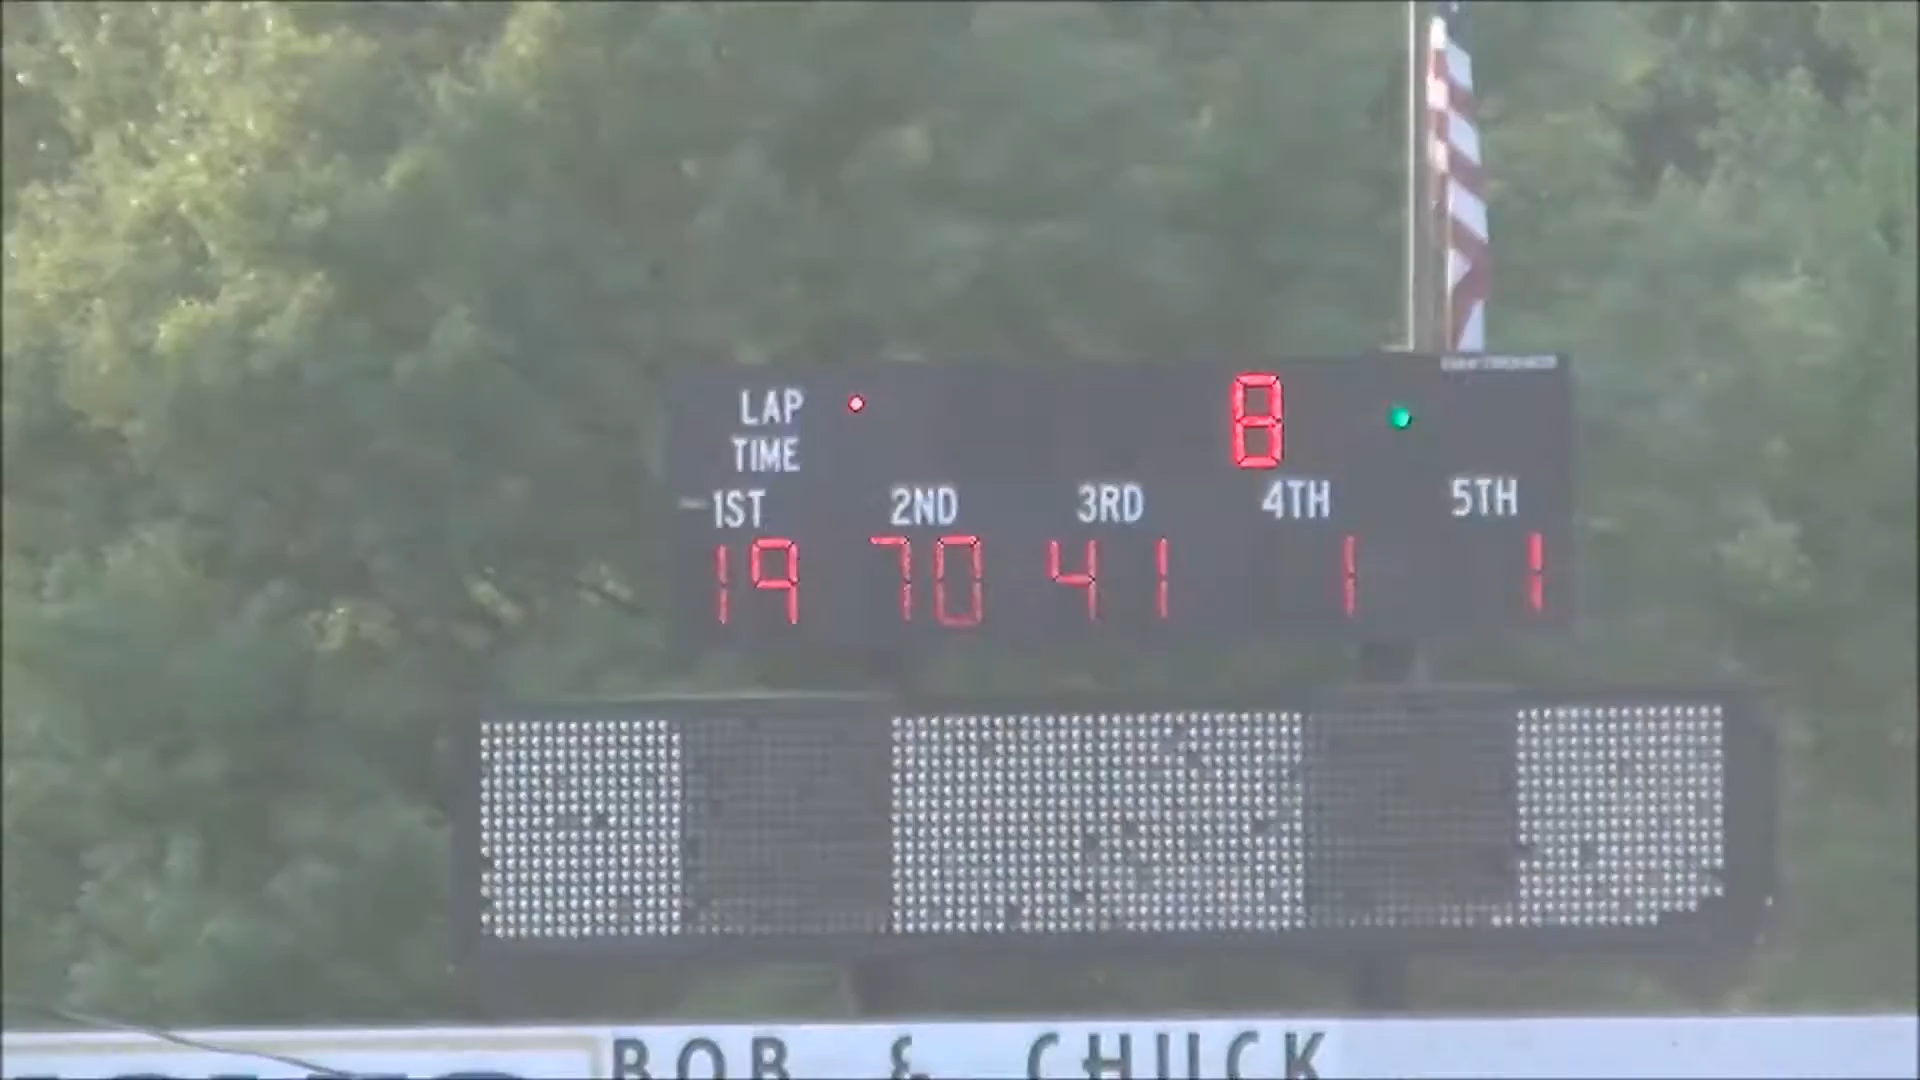 LAP 8
TIME
1ST 2ND 3RD 4TH 5TH
19 70 41 1 1
BOB & CHUCK